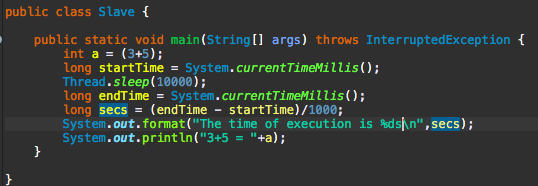 public class Slave {
public static void main(String[] args) throws InterruptedException {
int a = (3+5);
long startTime = System.currentTimeMillis();
Thread.sleep(10000);
long endTime = System.currentTimeMillis();
long secs = (endTime - startTime)/1000;
System.out.format("The time of execution is %ds\n",secs);
System.out.println("3+5 = "+a);
}
}